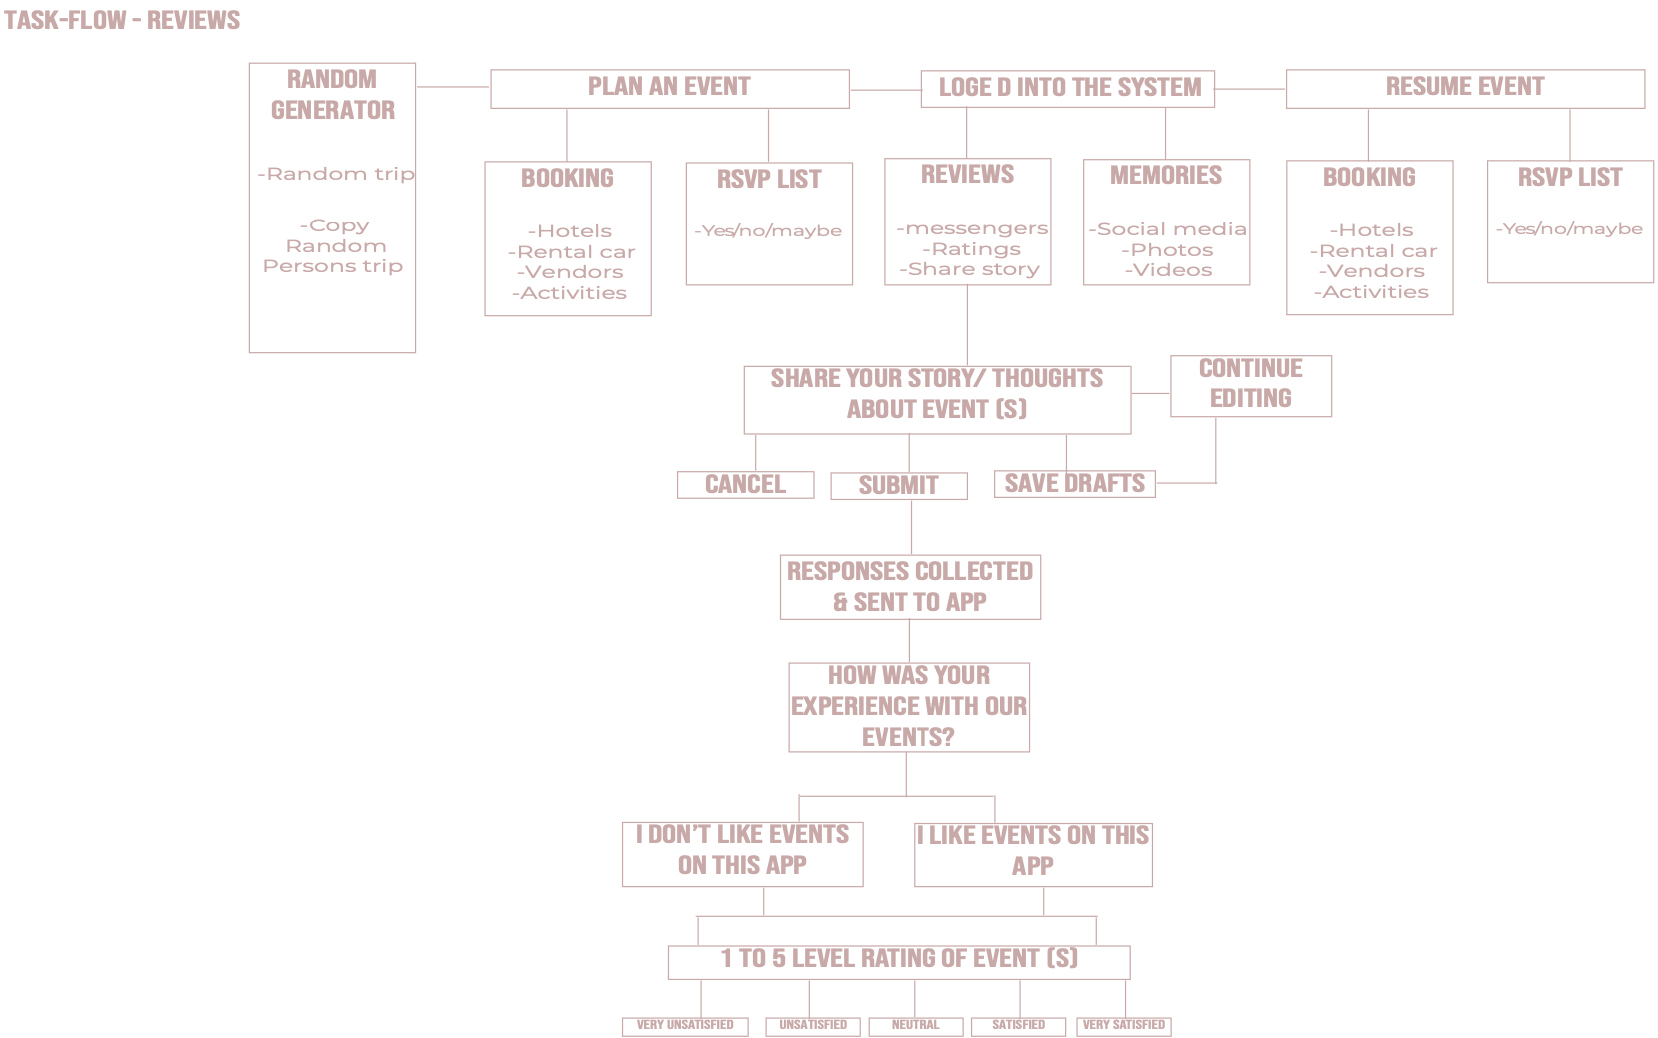 TASK-FLOW - REVIEWS
RANDOM
GENERATOR
-Random trip
-Copy
Random
Persons trip
PLAN AN EVENT
BOOKING
-Hotels
-Rental car
-Vendors
-Activities
RSVP LIST
-Yes/no/maybe
LOGE D INTO THE SYSTEM
REVIEWS
-messengers
-Ratings
-Share story
MEMORIES
-Social media
-Photos
-Videos
RESUME EVENT
BOOKING
-Hotels
-Rental car
-Vendors
-Activities
RSVP LIST
-Yes/no/maybe
SHARE YOUR STORY/ THOUGHTS
ABOUT EVENT (S)
CONTINUE
EDITING
CANCEL
SUBMIT
SAVE DRAFTS
RESPONSES COLLECTED
& SENT TO APP
HOW WAS YOUR
EXPERIENCE WITH OUR
EVENTS?
I DON'T LIKE EVENTS
ON THIS APP
I LIKE EVENTS ON THIS
APP
1 TO 5 LEVEL RATING OF EVENT (S)
VERY UNSATISFIED
UNSATISFIED
NEUTRAL
SATISFIED
VERY SATISFIED